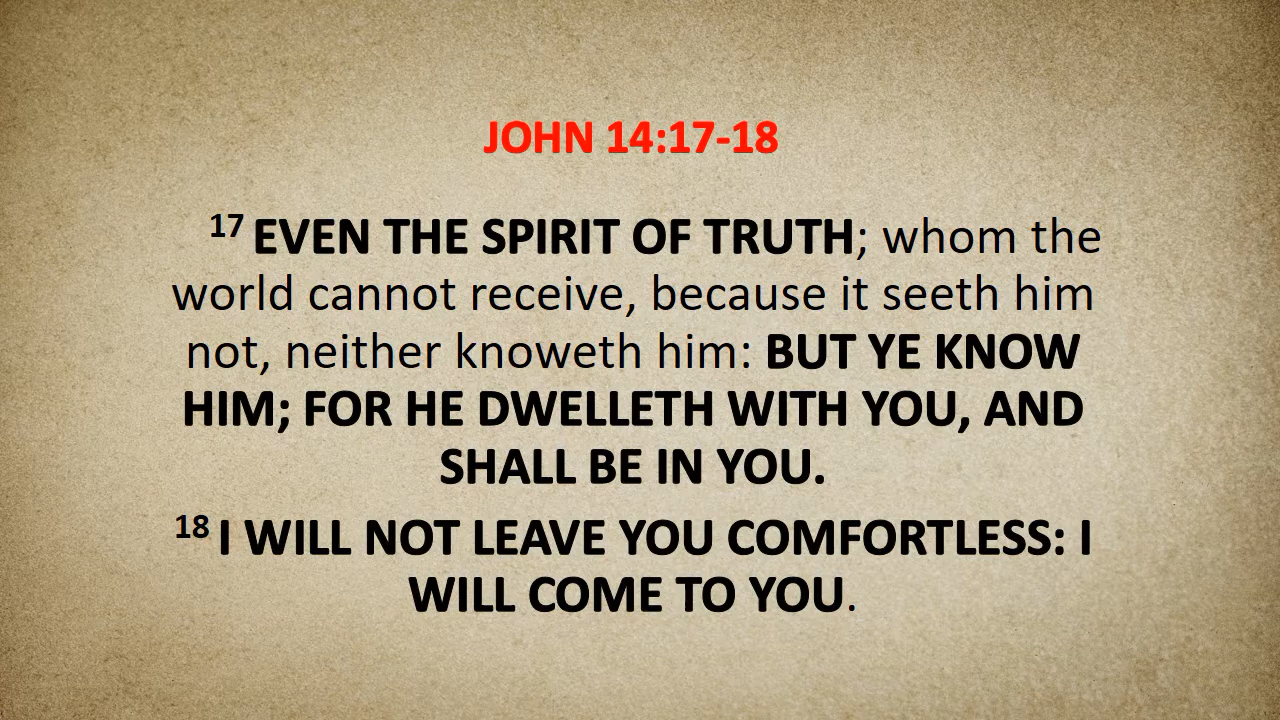 JOHN 14:17-18
17 EVEN THE SPIRIT OF TRUTH; whom the
world cannot receive, because it seeth him
not, neither knoweth him: BUT YE KNOW
HIM; FOR HE DWELLETH WITH YOU, AND
SHALL BE IN YOU.
18 I WILL NOT LEAVE YOU COMFORTLESS: I
WILL COME TO YOU.